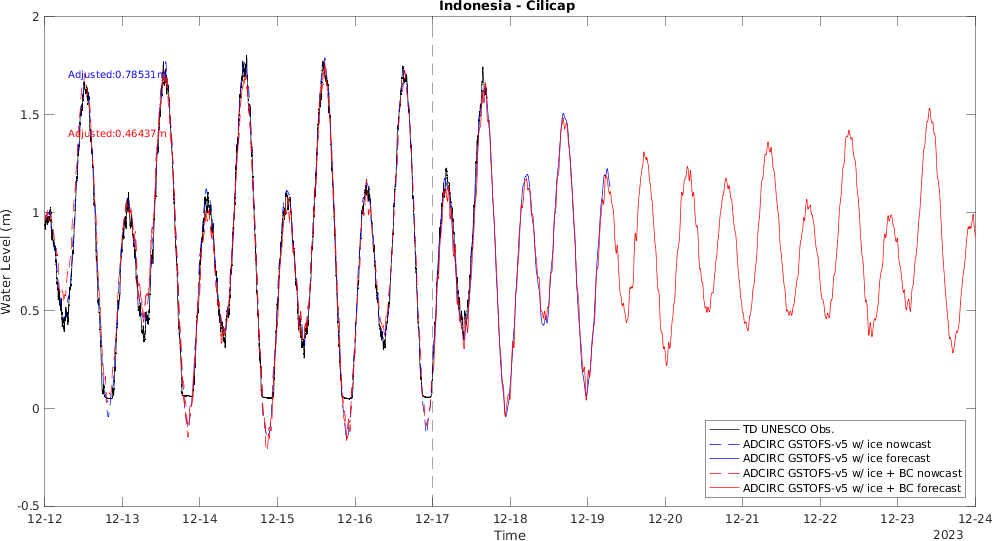 Indonesia - Cilicap
2
1.5
1
0.5
0
-0.5
Water Level (m)
Adjusted:0.78531m
Adjusted:0.46437m
TD UNESCO Obs.
ADCIRC GSTOFS-v5 w/ ice nowcast
ADCIRC GSTOFS-v5 w/ ice forecast
ADCIRC GSTOFS-v5 w/ ice + BC nowcast
ADCIRC GSTOFS-v5 w/ ice + BC forecast
12-12 12-13 12-14 12-15 12-16 12-17 12-18 12-19 12-20 12-21 12-22 12-23 12-24
Time
2023